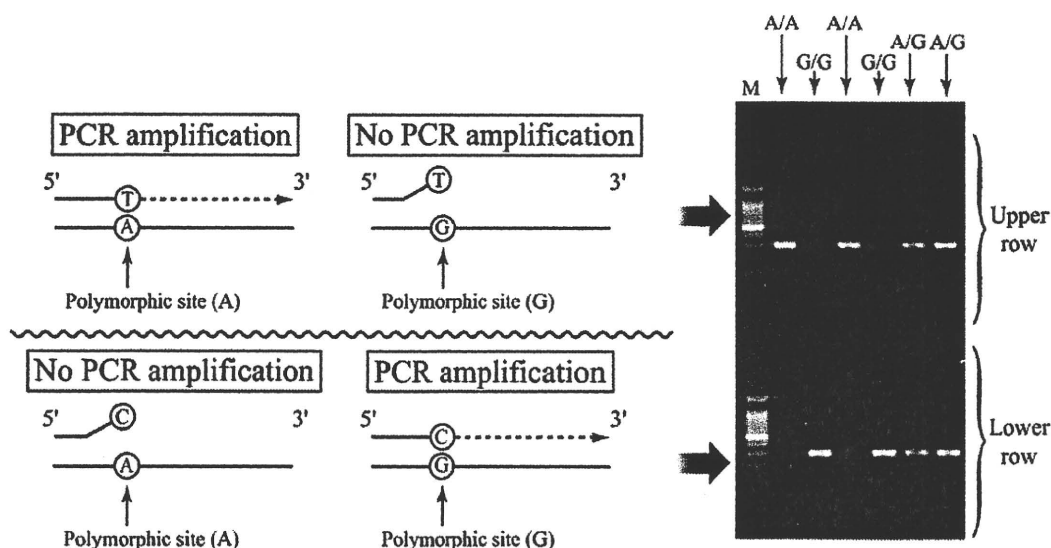 A/A
A/A
G/G
G/G
A/G
A/G
M
PCR amplification
No PCR amplification
5'
3'
T
A
Polymorphic site (A)
5'
3'
T
G
Polymorphic site (G)
Upper
row
No PCR amplification
PCR amplification
5'
3'
C
A
Polymorphic site (A)
5'
3'
C
G
Polymorphic site (G)
Lower
row